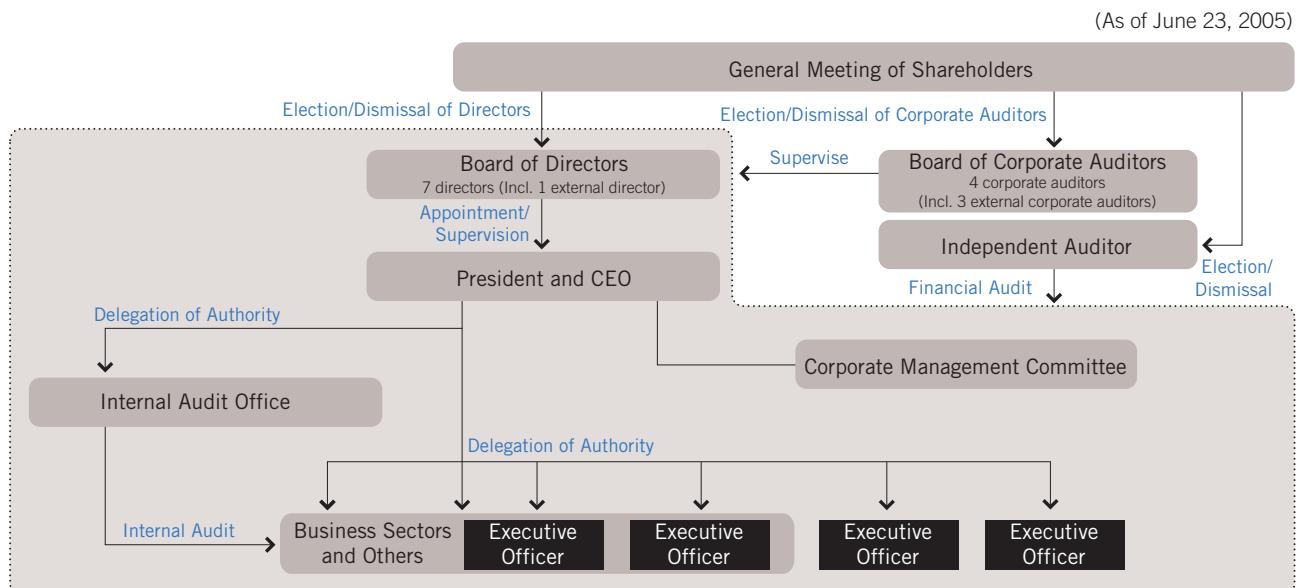 (As of June 23, 2005)
General Meeting of Shareholders
Election/Dismissal of Directors
Election/Dismissal of Corporate Auditors
Board of Directors
7 directors (Incl. 1 external director)
Supervise
Board of Corporate Auditors
4 corporate auditors
(Incl. 3 external corporate auditors)
Appointment/
Supervision
Independent Auditor
Election/
Dismissal
President and CEO
Financial Audit
Delegation of Authority
Corporate Management Committee
Internal Audit Office
Delegation of Authority
Internal Audit
Business Sectors
and Others
Executive
Officer
Executive
Officer
Executive
Officer
Executive
Officer